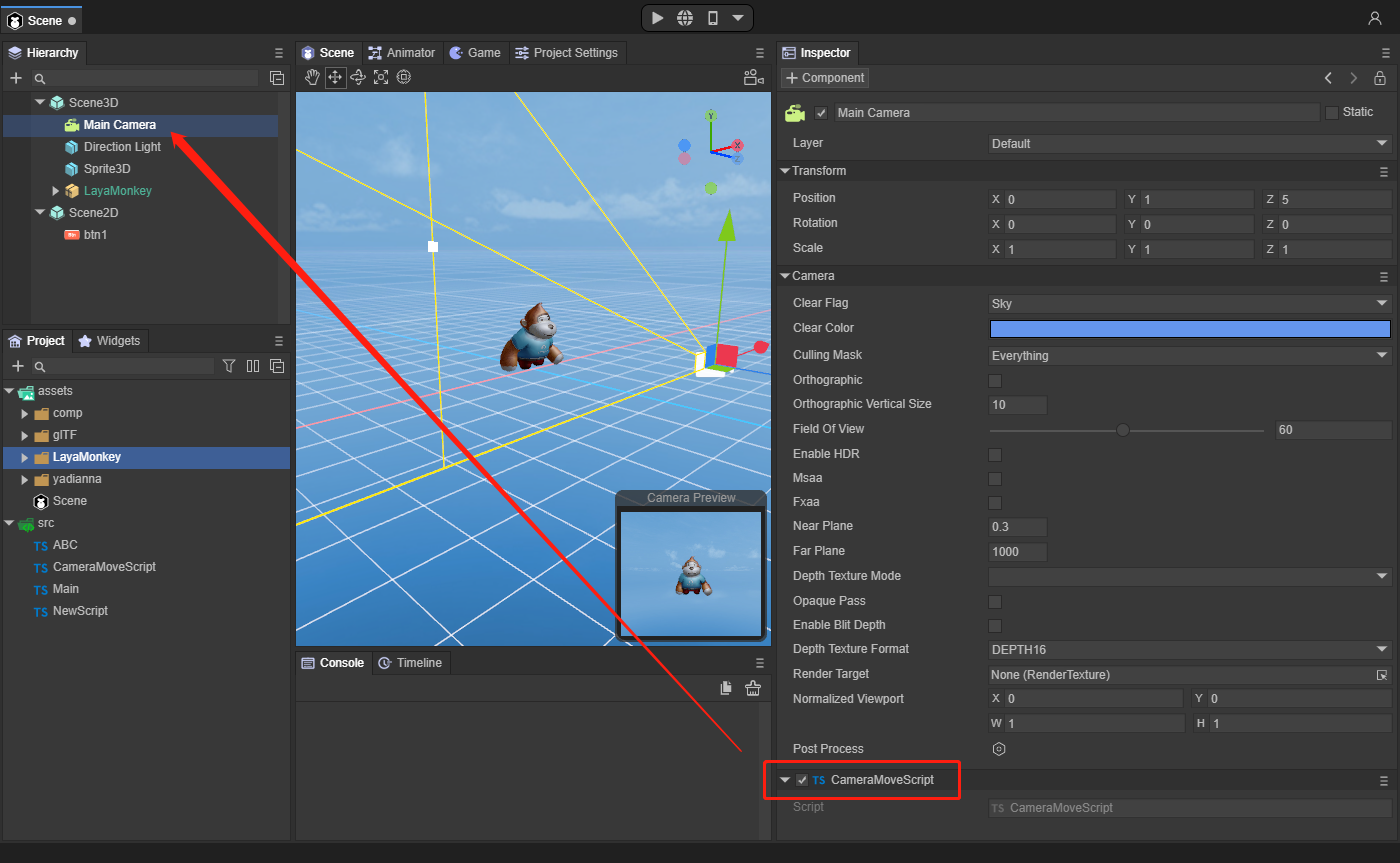 Scene
Hierarchy
Scene3D
Main Camera
Direction Light
Sprite3D
LayaMonkey
Scene2D
btn1
Project
Widgets
assets
comp
glTF
LayaMonkey
yadianna
Scene
src
TS ABC
TS CameraMoveScript
TS Main
TS NewScript
Scene
Animator
Game
Project Settings
Y
X
Z
Camera Preview
Console
Timeline
Inspector
Component
Main Camera
Static
Layer
Default
Transform
Position X 0 Y 1 Z 5
Rotation X 0 Y 0 Z 0
Scale X 1 Y 1 Z 1
Camera
Clear Flag Sky
Clear Color
Culling Mask Everything
Orthographic
Orthographic Vertical Size 10
Field Of View 60
Enable HDR
Msaa
Fxaa
Near Plane 0.3
Far Plane 1000
Depth Texture Mode
Opaque Pass
Enable Blit Depth
Depth Texture Format DEPTH16
Render Target None (RenderTexture)
Normalized Viewport X 0 Y 0
W 1 H 1
Post Process
TS CameraMoveScript
Script TS CameraMoveScript